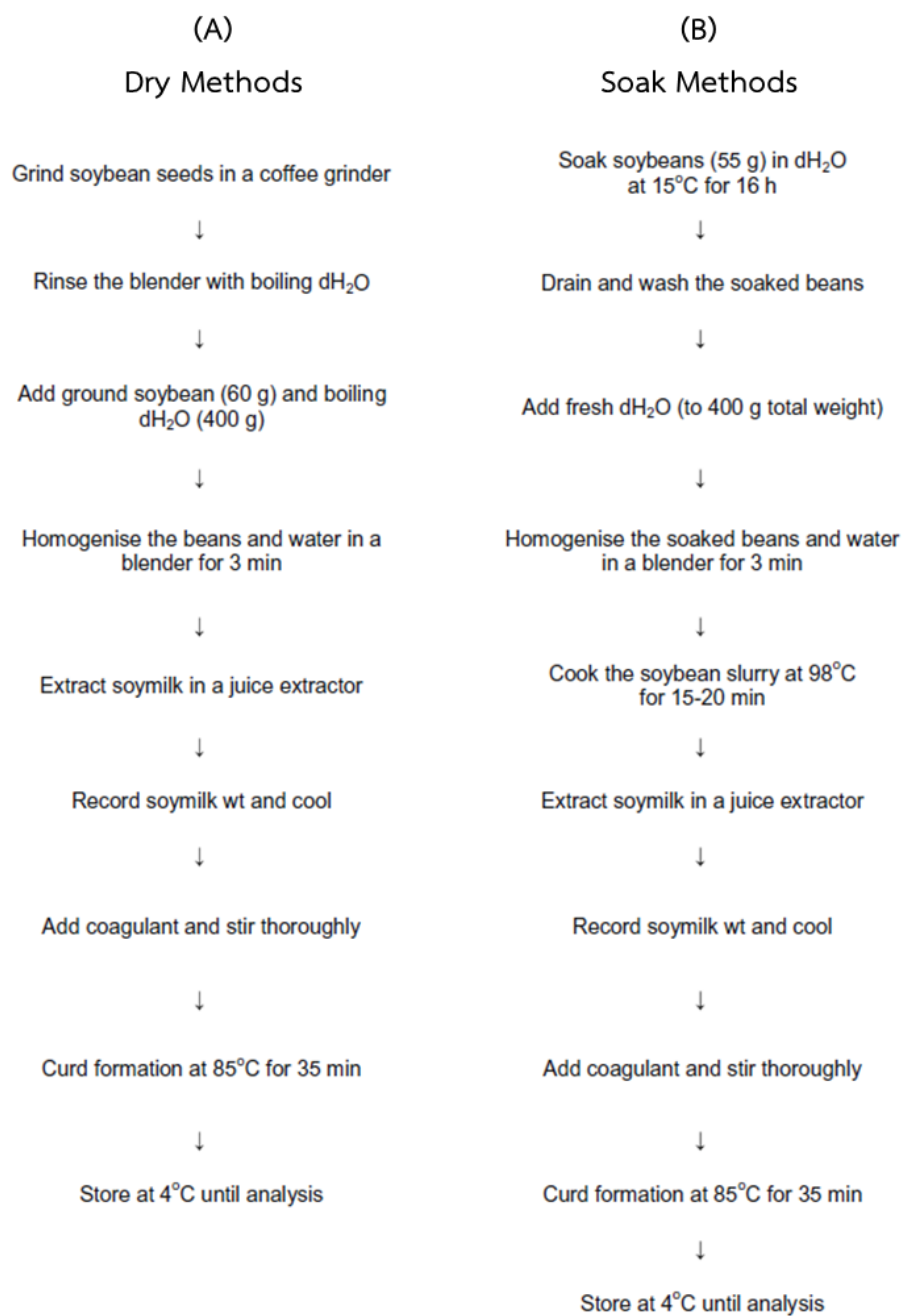 (A)
Dry Methods
Grind soybean seeds in a coffee grinder
↓
Rinse the blender with boiling dH₂O
↓
Add ground soybean (60 g) and boiling
dH₂O (400 g)
↓
Homogenise the beans and water in a
blender for 3 min
↓
Extract soymilk in a juice extractor
↓
Record soymilk wt and cool
↓
Add coagulant and stir thoroughly
↓
Curd formation at 85°C for 35 min
↓
Store at 4°C until analysis
(B)
Soak Methods
Soak soybeans (55 g) in dH₂O
at 15°C for 16 h
↓
Drain and wash the soaked beans
↓
Add fresh dH₂O (to 400 g total weight)
↓
Homogenise the soaked beans and water
in a blender for 3 min
↓
Cook the soybean slurry at 98°C
for 15-20 min
↓
Extract soymilk in a juice extractor
↓
Record soymilk wt and cool
↓
Add coagulant and stir thoroughly
↓
Curd formation at 85°C for 35 min
↓
Store at 4°C until analysis